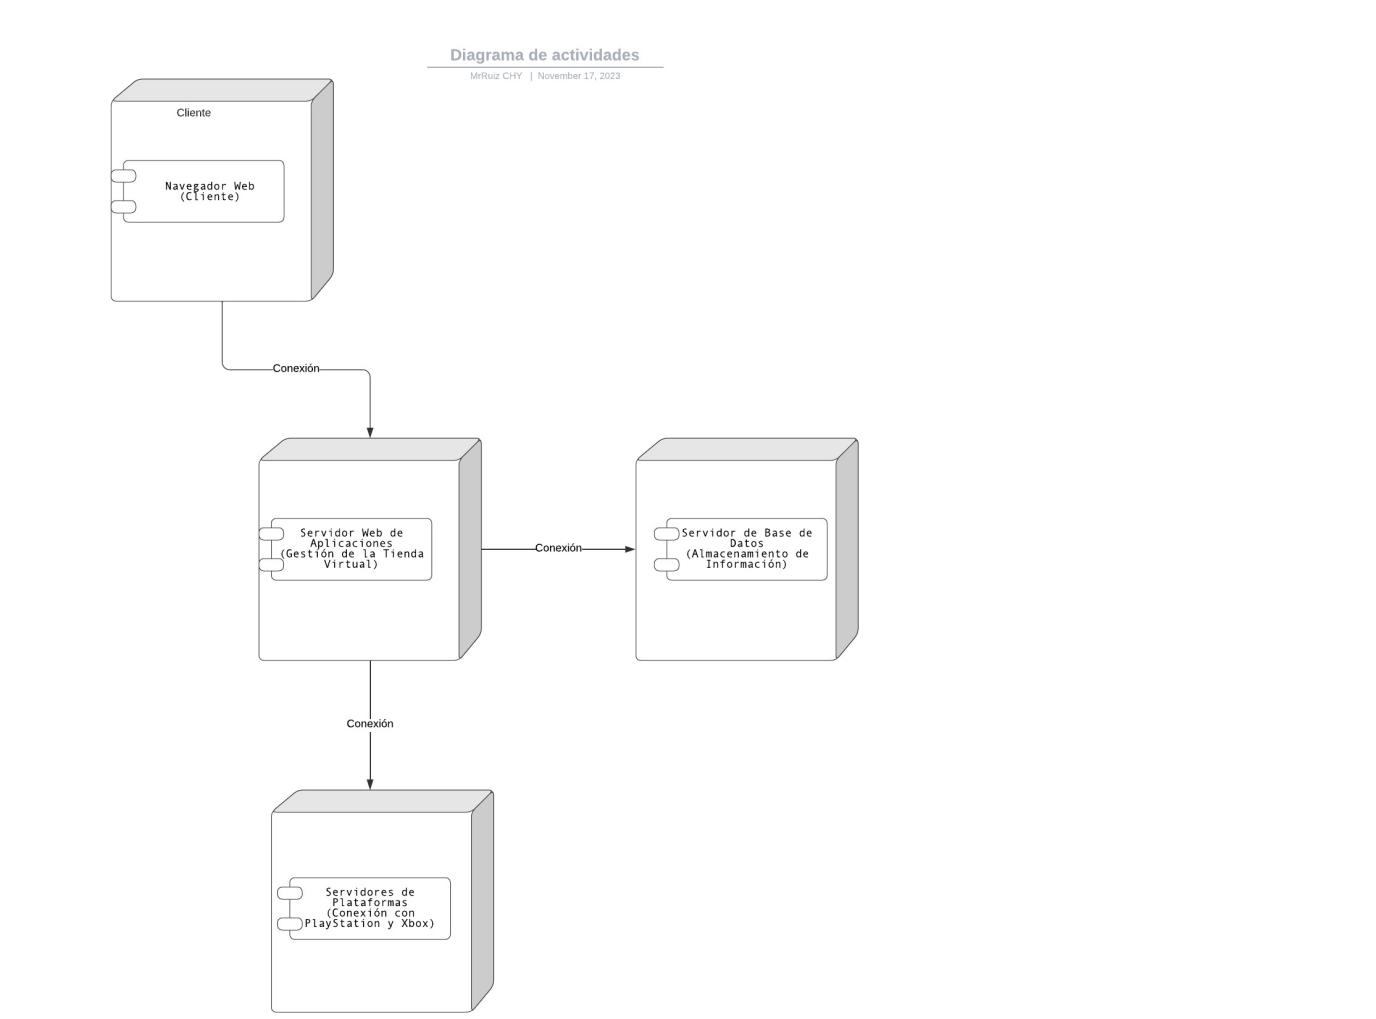 Diagrama de actividades
MrRuiz CHY | November 17, 2023
Cliente
Navegador Web
(Cliente)
Conexión
Servidor Web de
Aplicaciones
(Gestión de la Tienda
Virtual)
Conexión
Servidor de Base de
Datos
(Almacenamiento de
Información)
Conexión
Servidores de
Plataformas
(Conexión con
PlayStation y Xbox)